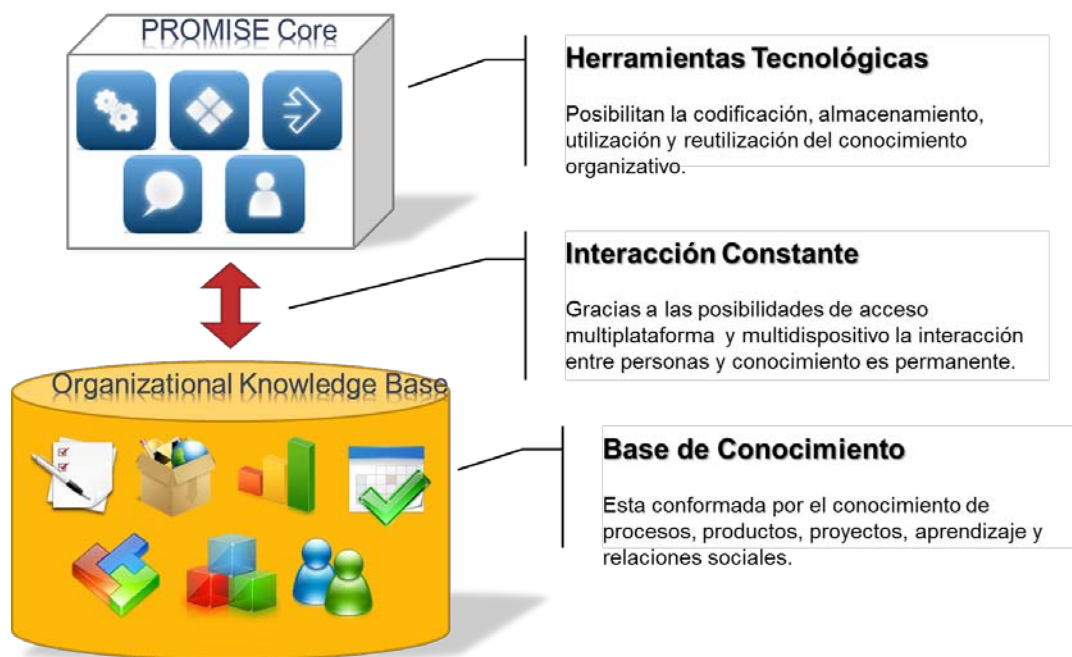 PROMISE Core
Herramientas Tecnológicas
Posibilitan la codificación, almacenamiento,
utilización y reutilización del conocimiento
organizativo.
Interacción Constante
Gracias a las posibilidades de acceso
multiplataforma y multidispositivo la interacción
entre personas y conocimiento es permanente.
Organizational Knowledge Base
Base de Conocimiento
Esta conformada por el conocimiento de
procesos, productos, proyectos, aprendizaje y
relaciones sociales.